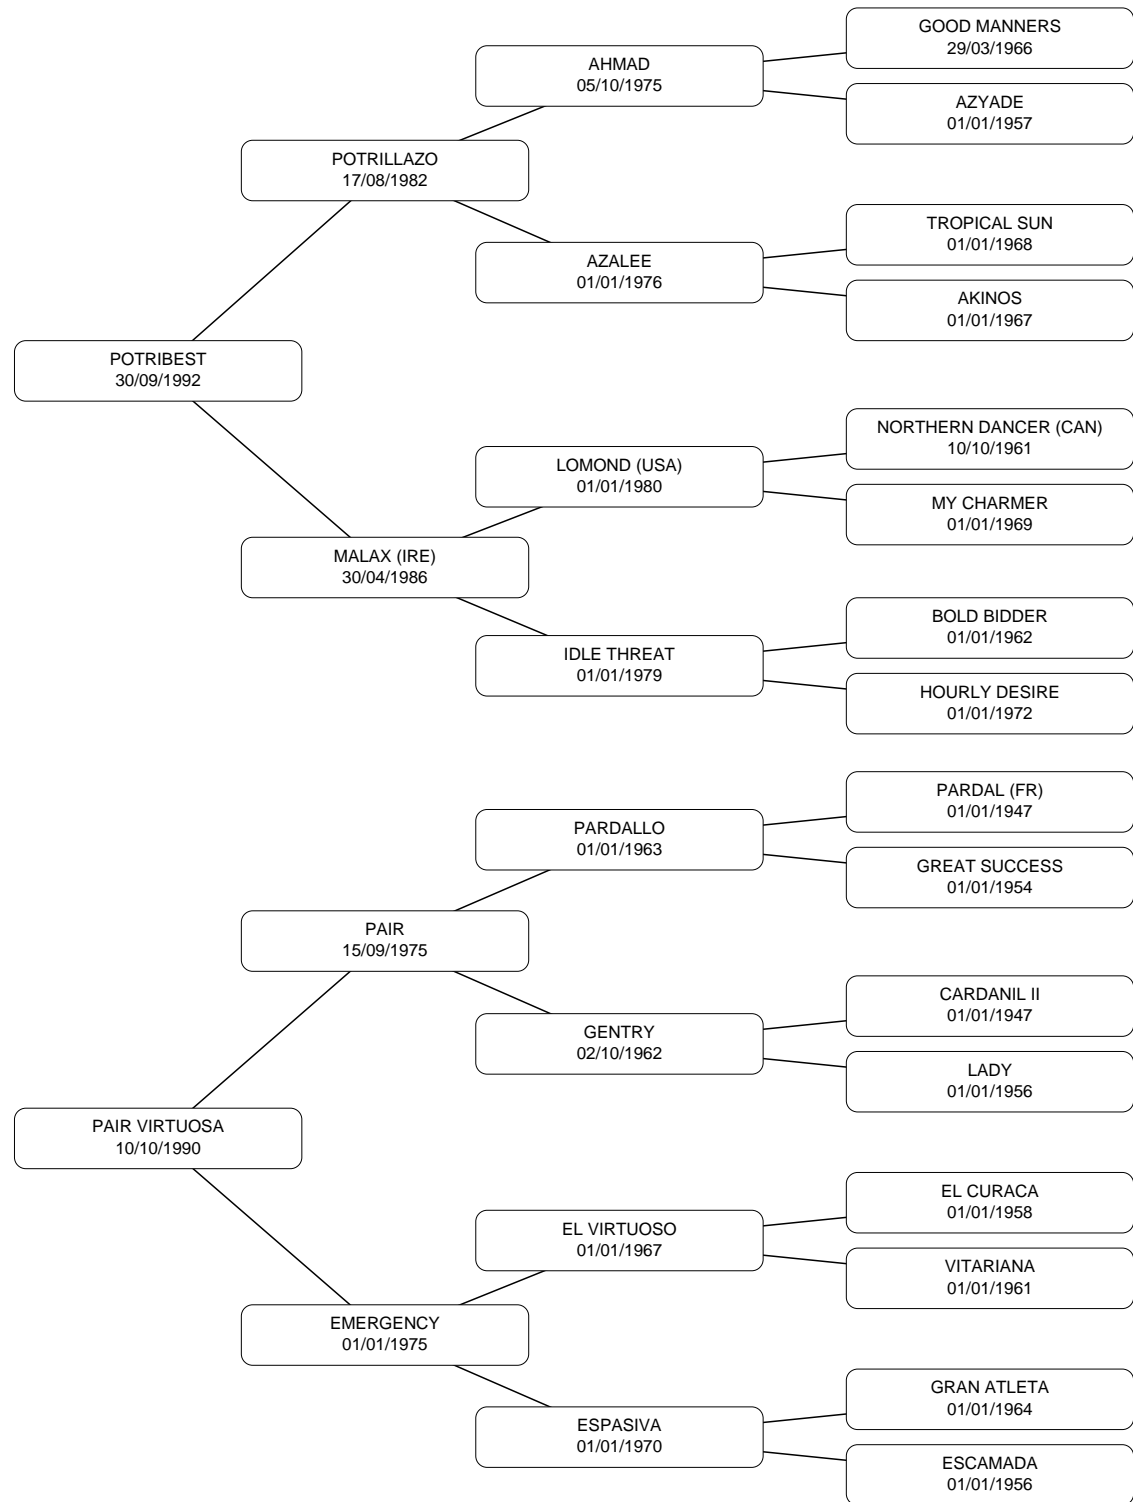 GOOD MANNERS
29/03/1966
AHMAD
05/10/1975
AZYADE
01/01/1957
POTRILLAZO
17/08/1982
TROPICAL SUN
01/01/1968
AZALEE
01/01/1976
AKINOS
01/01/1967
POTRIBEST
30/09/1992
NORTHERN DANCER (CAN)
10/10/1961
LOMOND (USA)
01/01/1980
MY CHARMER
01/01/1969
MALAX (IRE)
30/04/1986
BOLD BIDDER
01/01/1962
IDLE THREAT
01/01/1979
HOURLY DESIRE
01/01/1972
PARDAL (FR)
01/01/1947
PARDALLO
01/01/1963
GREAT SUCCESS
01/01/1954
PAIR
15/09/1975
CARDANIL II
01/01/1947
GENTRY
02/10/1962
LADY
01/01/1956
PAIR VIRTUOSA
10/10/1990
EL CURACA
01/01/1958
EL VIRTUOSO
01/01/1967
VITARIANA
01/01/1961
EMERGENCY
01/01/1975
GRAN ATLETA
01/01/1964
ESPASIVA
01/01/1970
ESCAMADA
01/01/1956